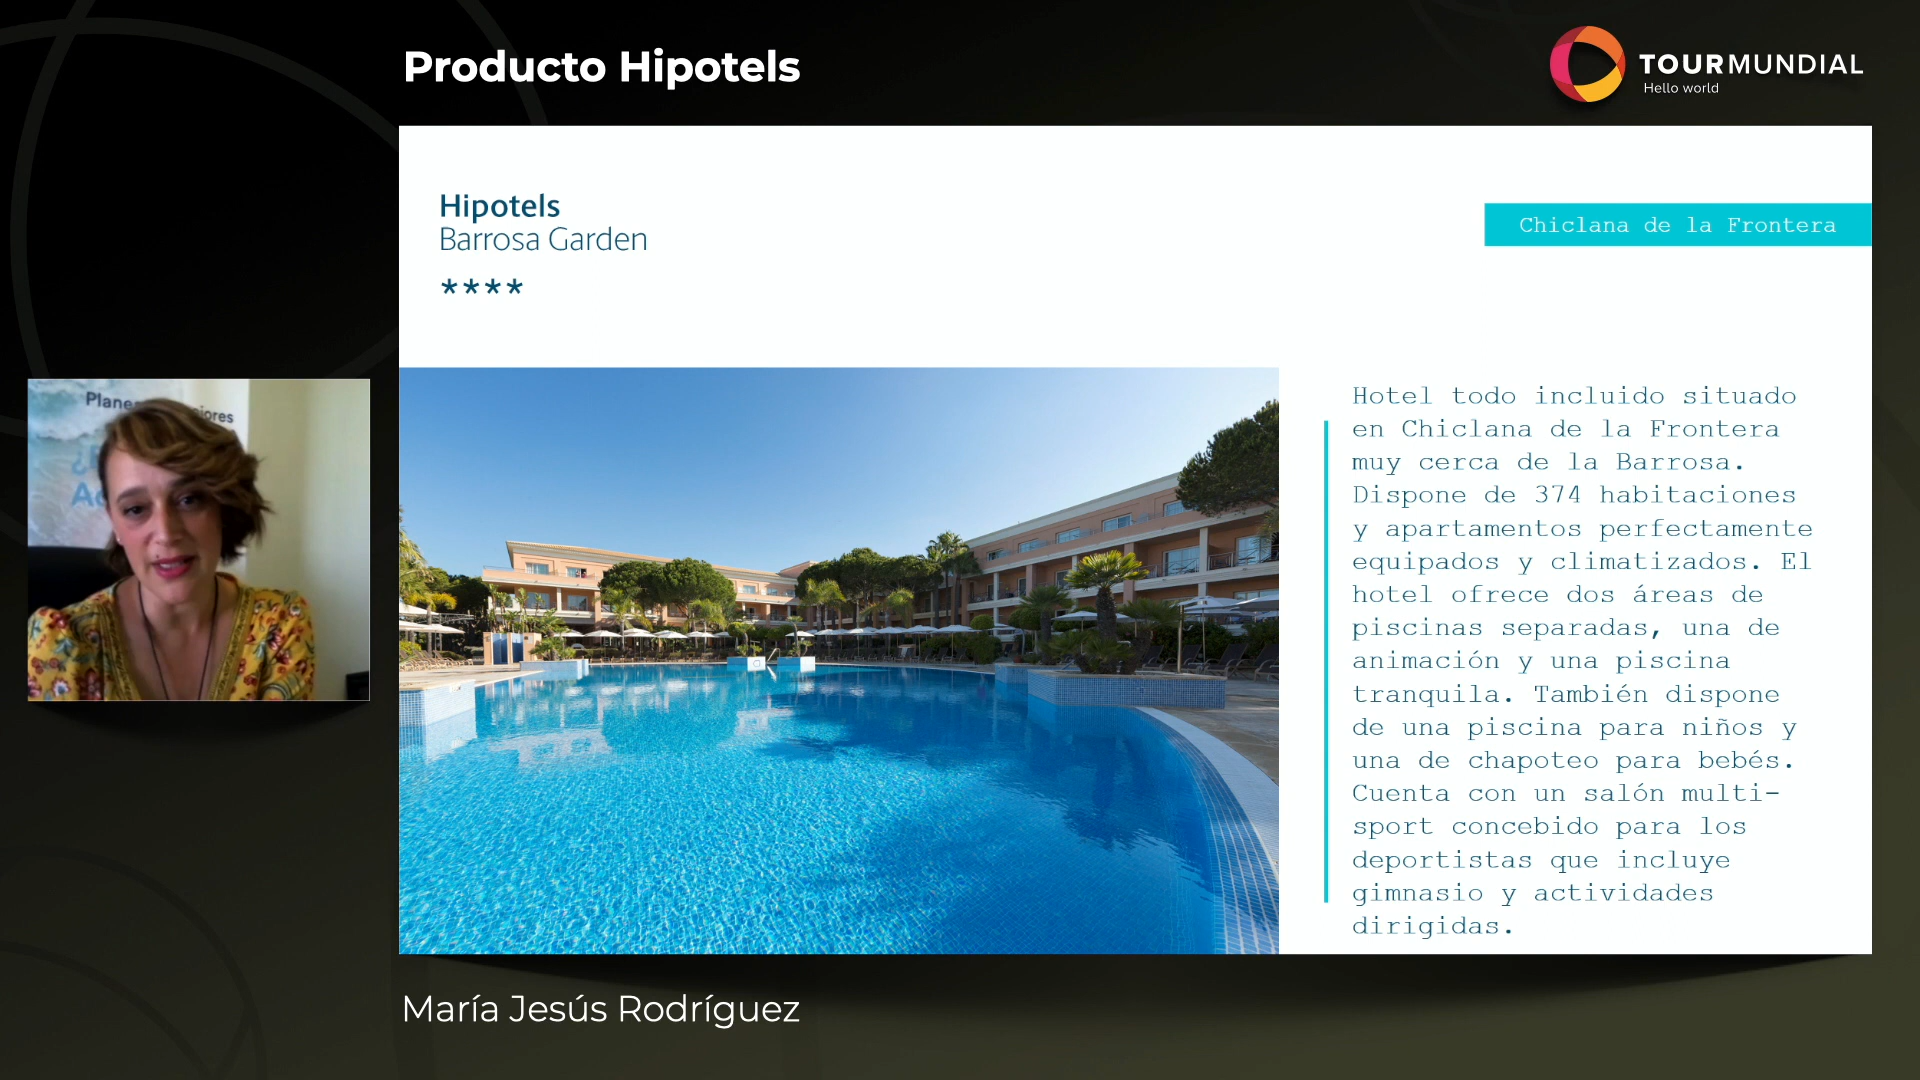 Producto Hipotels
TOURMUNDIAL
Hello world
Hipotels
Barrosa Garden
****
Chiclana de la Frontera
Hotel todo incluido situado
en Chiclana de la Frontera
muy cerca de la Barrosa.
Dispone de 374 habitaciones
y apartamentos perfectamente
equipados y climatizados. El
hotel ofrece dos áreas de
piscinas separadas, una de
animación y una piscina
tranquila. También dispone
de una piscina para niños y
una de chapoteo para bebés.
Cuenta con un salón multi-
sport concebido para los
deportistas que incluye
gimnasio y actividades
dirigidas.
María Jesús Rodríguez